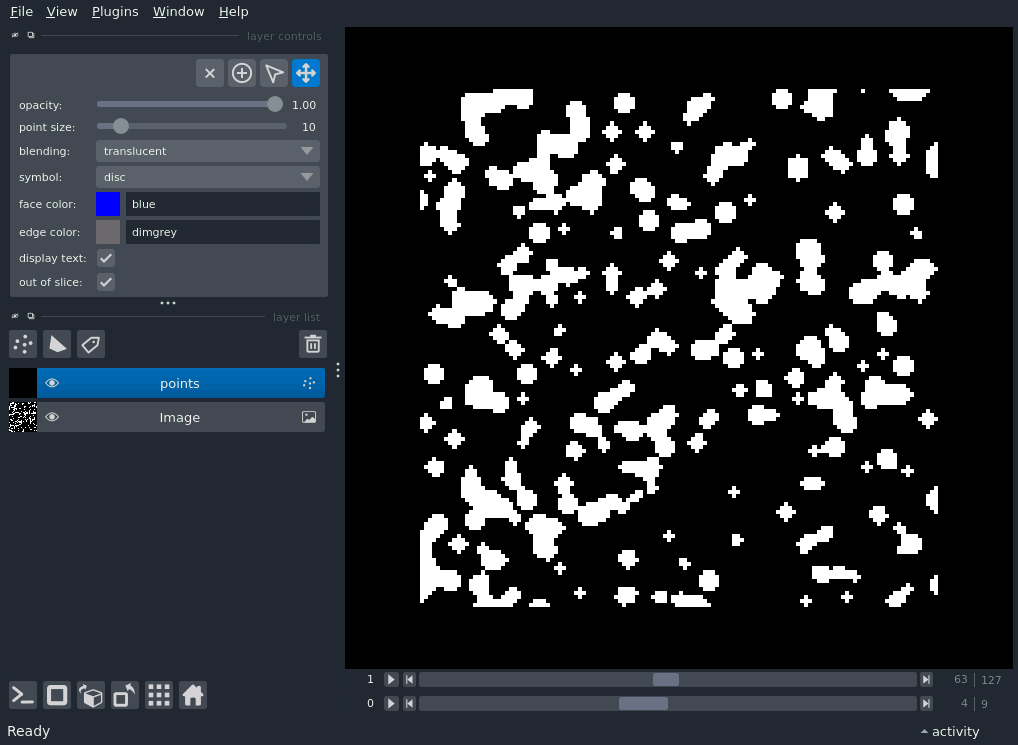 File View Plugins Window Help
layer controls
opacity: 1.00
point size: 10
blending: translucent
symbol: disc
face color: blue
edge color: dimgrey
display text:
out of slice:
layer list
points
Image
1 63 127
0 4 9
Ready activity